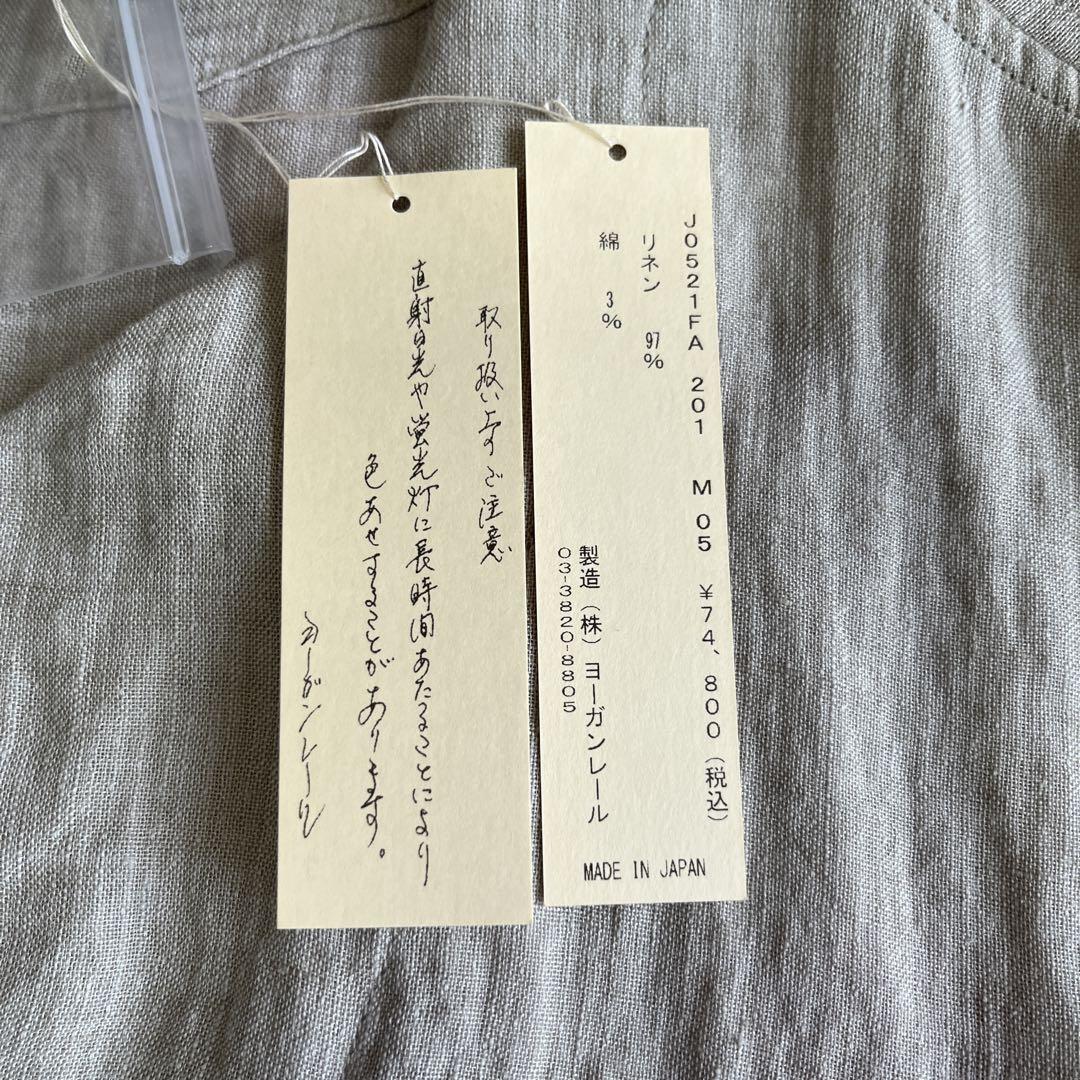 取り扱い上のご注意
直射日光や蛍光灯に長時間あたることにより
色あせすることがあります。
ヨーガンレール
J0521FA 201 M 05 ¥74、800(税込)
リネン 97%
綿 3%
製造(株)ヨーガンレール
03-3820-8805
MADE IN JAPAN